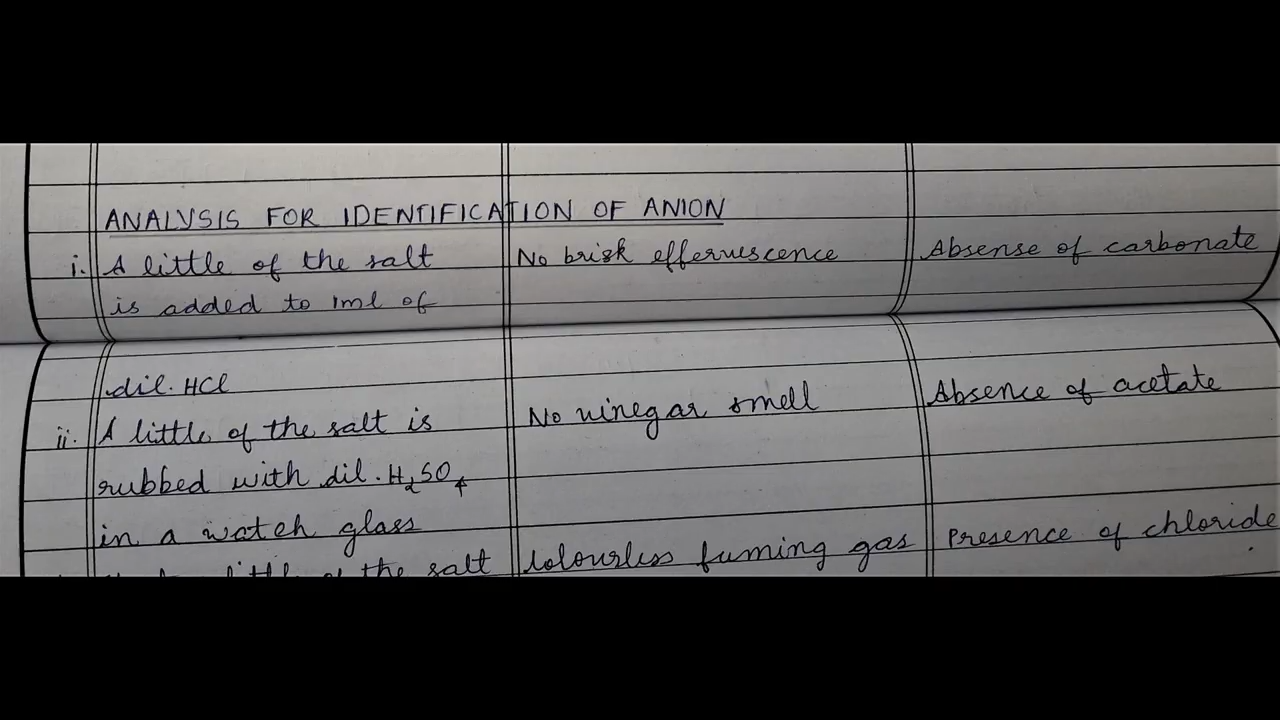 ANALYSIS FOR IDENTIFICATION OF ANION
i. A little of the salt No brisk effervescence Absense of carbonate
is added to 1ml of
dil. HCl
ii. A little of the salt is No vinegar smell Absence of acetate
rubbed with dil. H₂SO₄
in a watch glass
little of the salt Colourless fuming gas Presence of chloride